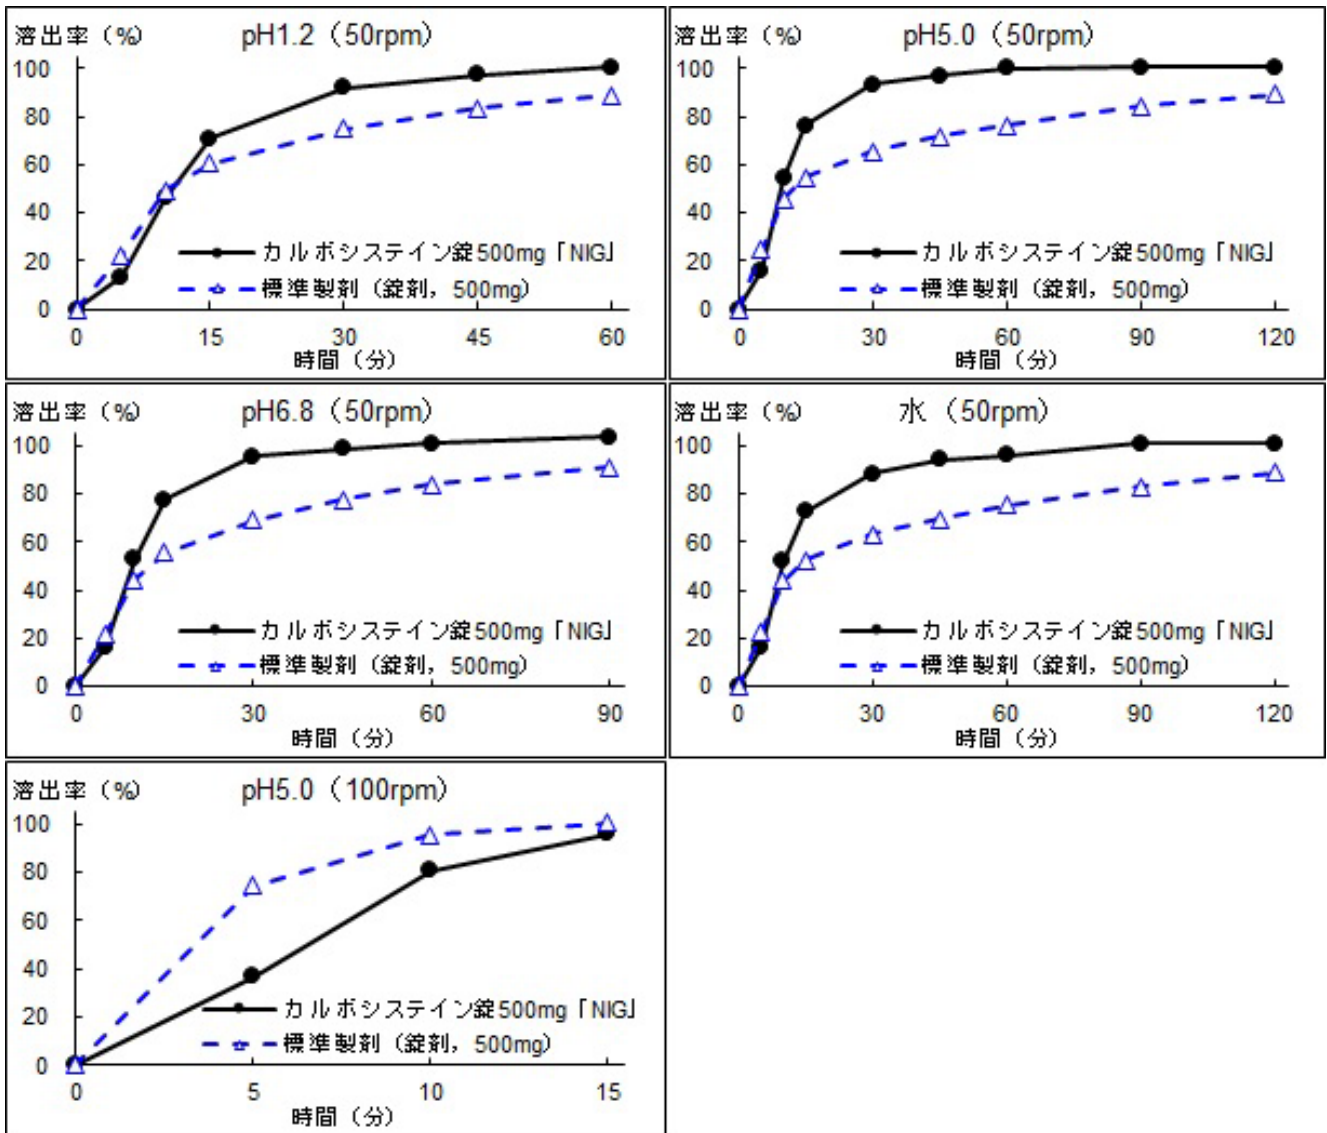 溶出率（%） pH1.2（50rpm）
100
80
60
40
20
0
カルボシステイン錠500mg「NIG」
標準製剤（錠剤，500mg）
0 15 30 45 60
時間（分）
溶出率（%） pH5.0（50rpm）
100
80
60
40
20
0
カルボシステイン錠500mg「NIG」
標準製剤（錠剤，500mg）
0 30 60 90 120
時間（分）
溶出率（%） pH6.8（50rpm）
100
80
60
40
20
0
カルボシステイン錠500mg「NIG」
標準製剤（錠剤，500mg）
0 30 60 90
時間（分）
溶出率（%） 水（50rpm）
100
80
60
40
20
0
カルボシステイン錠500mg「NIG」
標準製剤（錠剤，500mg）
0 30 60 90 120
時間（分）
溶出率（%） pH5.0（100rpm）
100
80
60
40
20
0
カルボシステイン錠500mg「NIG」
標準製剤（錠剤，500mg）
0 5 10 15
時間（分）